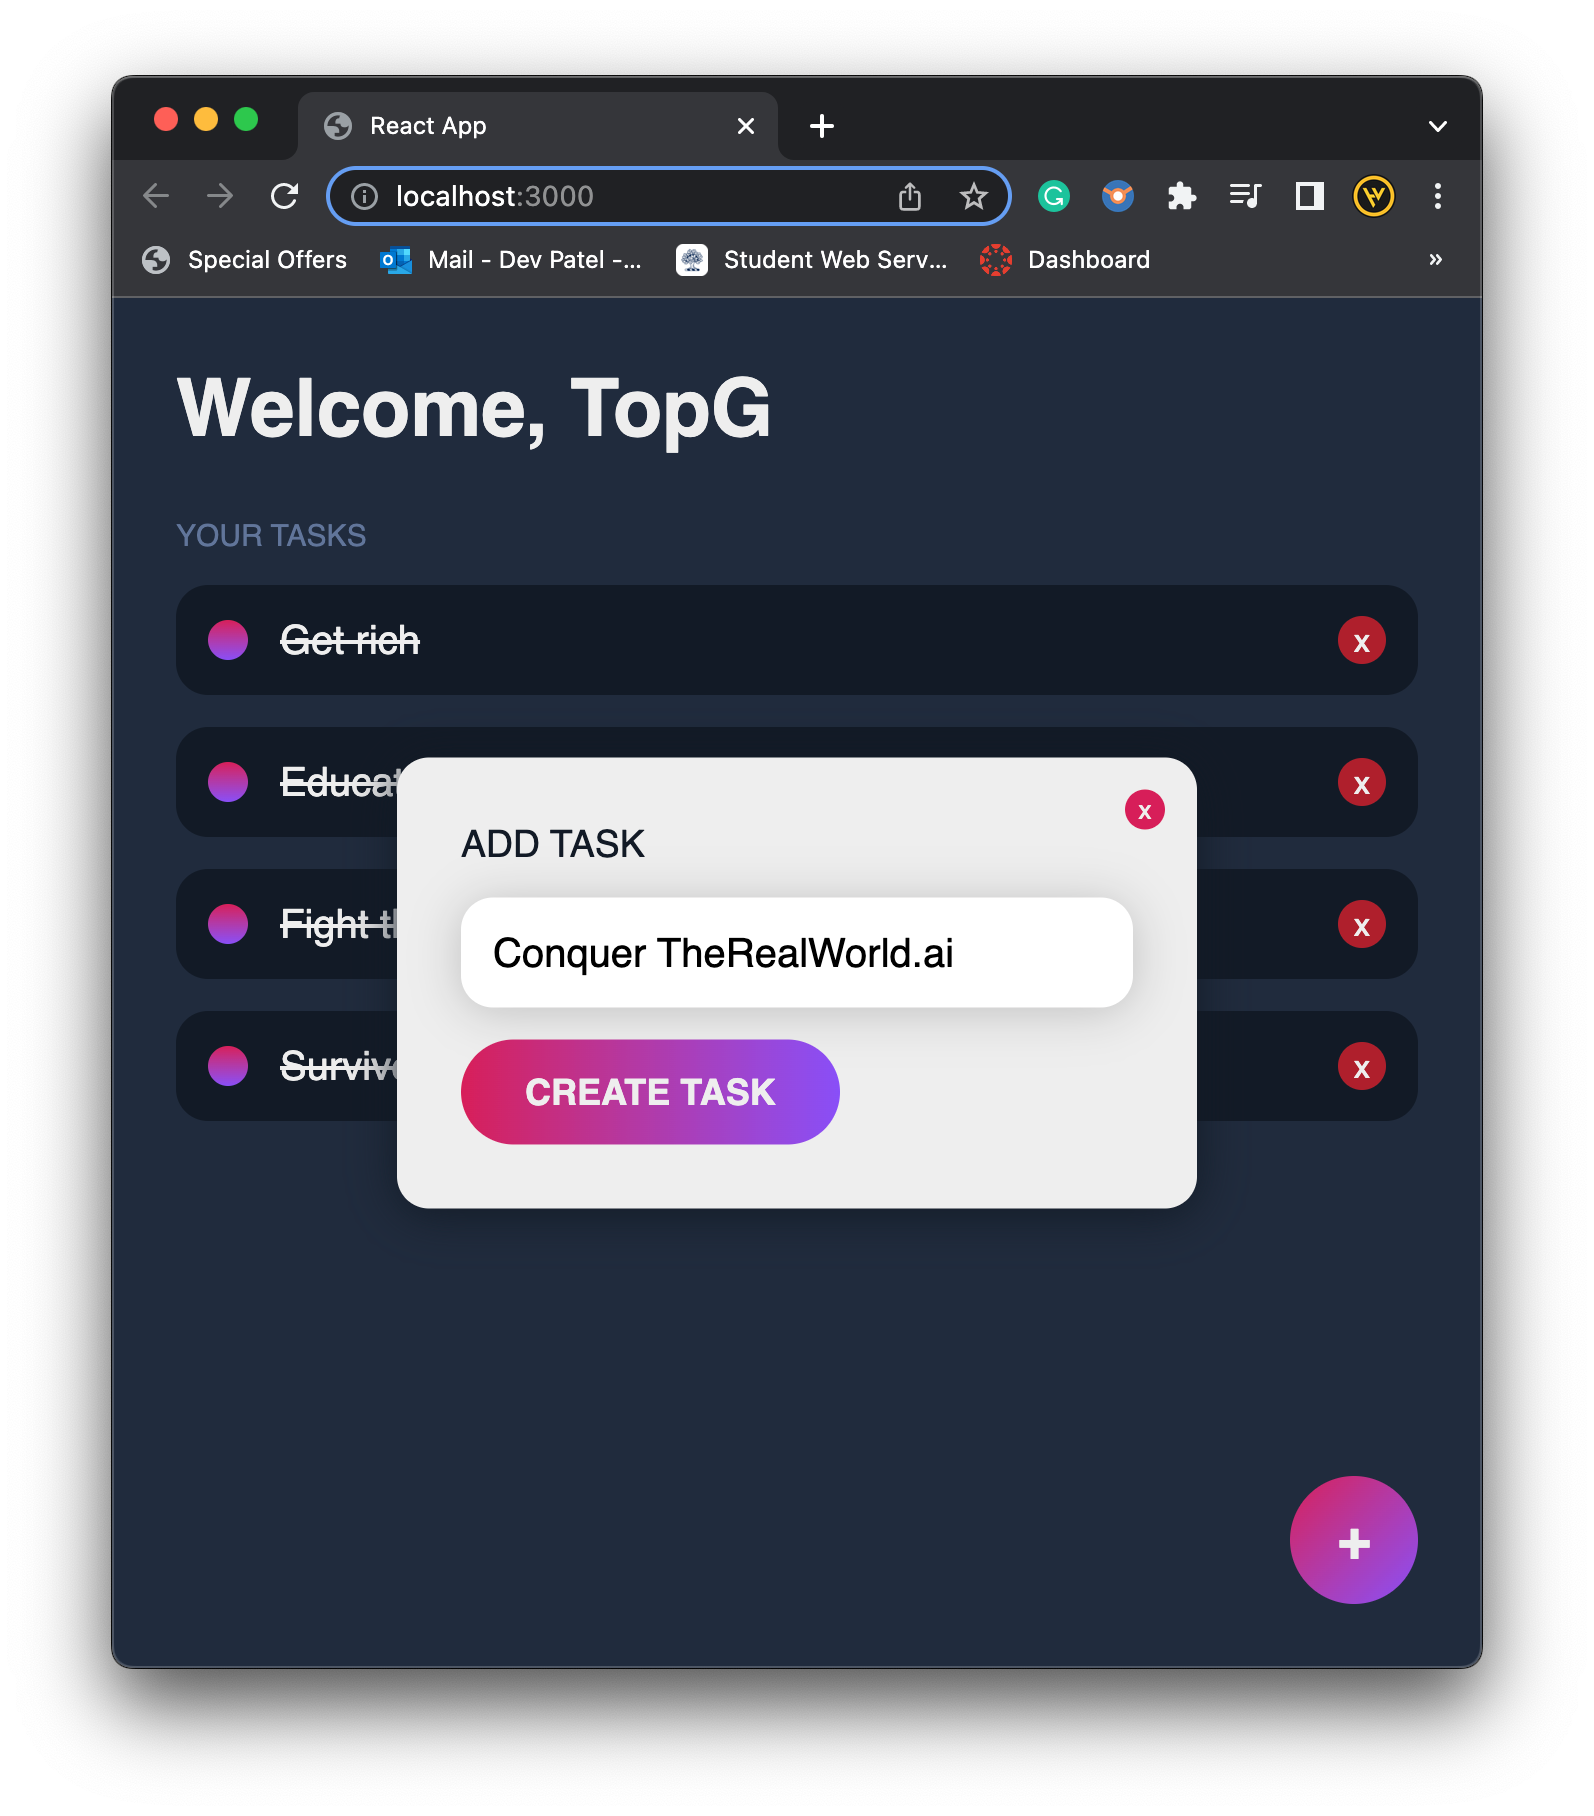 React App
localhost:3000
Special Offers
Mail - Dev Patel -...
Student Web Serv...
Dashboard
»
Welcome, TopG
YOUR TASKS
Get rich
x
Educat
x
ADD TASK
x
Fight t
x
Conquer TheRealWorld.ai
Surviv
x
CREATE TASK
+